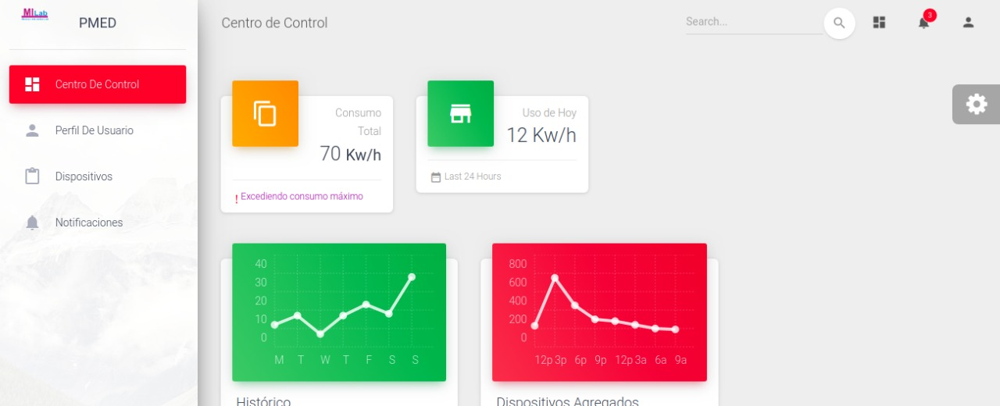 MI Lab
PMED
Centro de Control
Search...
3
Centro De Control
Perfil De Usuario
Dispositivos
Notificaciones
Consumo
Total
70 Kw/h
! Excediendo consumo máximo
Uso de Hoy
12 Kw/h
Last 24 Hours
40
30
20
10
0
M T W T F S S
Histórico
800
600
400
200
0
12p 3p 6p 9p 12p 3a 6a 9a
Dispositivos Agregados